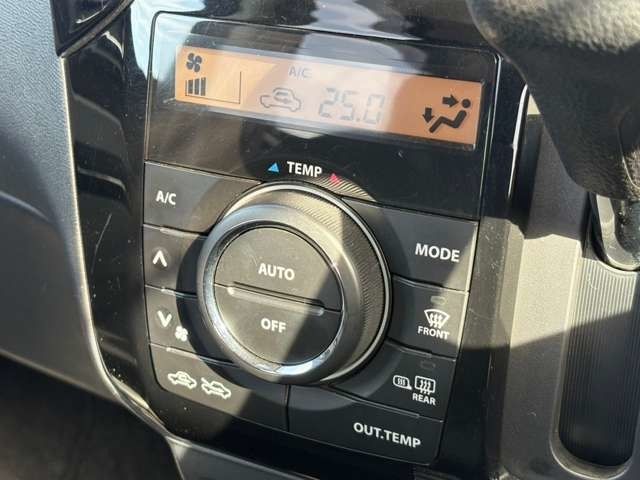 A/C
25.0
TEMP
A/C
MODE
AUTO
OFF
FRONT
REAR
OUT.TEMP